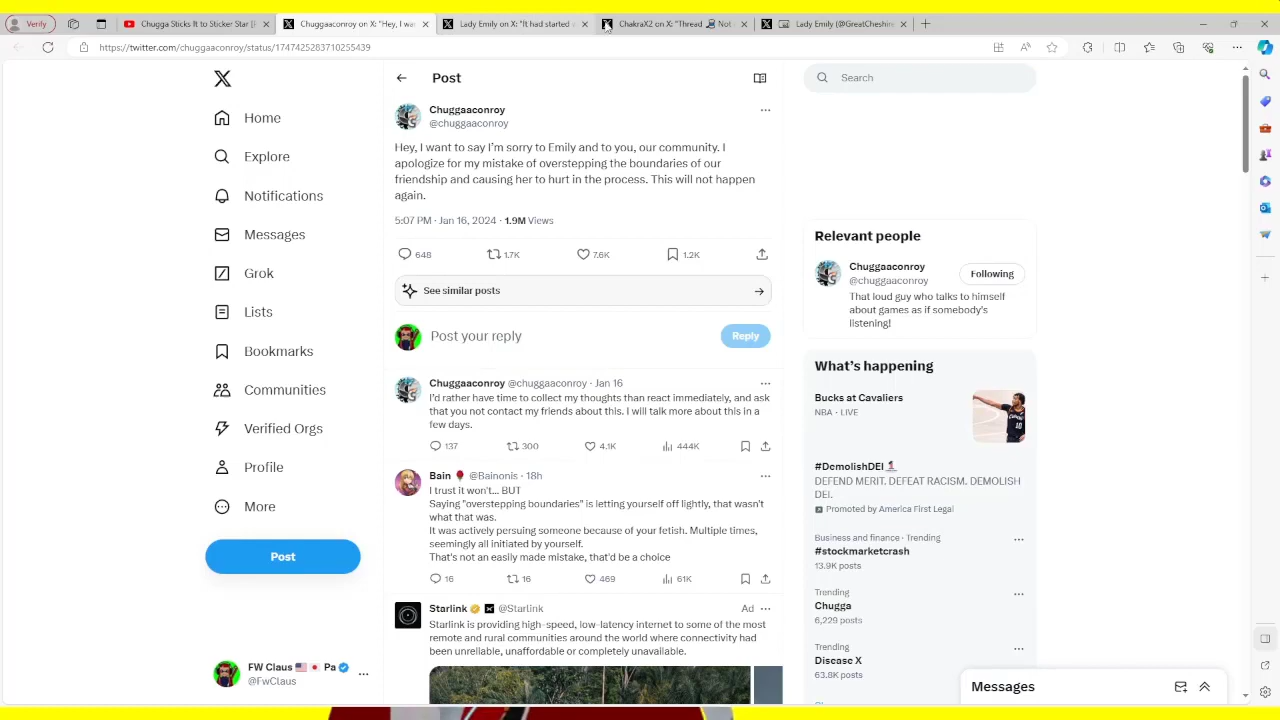 Verify
Chugga Sticks It to Sticker Star [
Chuggaaconroy on X: "Hey, I wa
Lady Emily on X: "It had started
ChakraX2 on X: "Thread
Not
Lady Emily (@GreatCheshire
https://twitter.com/chuggaaconroy/status/1747425283710255439
Home
Explore
Notifications
Messages
Grok
Lists
Bookmarks
Communities
Verified Orgs
Profile
More
Post
FW Claus Pa
@FwClaus
Post
Chuggaaconroy
@chuggaaconroy
Hey, I want to say I'm sorry to Emily and to you, our community. I
apologize for my mistake of overstepping the boundaries of our
friendship and causing her to hurt in the process. This will not happen
again.
5:07 PM · Jan 16, 2024 · 1.9M Views
648 1.7K 7.6K 1.2K
See similar posts
Post your reply
Reply
Chuggaaconroy @chuggaaconroy · Jan 16
I'd rather have time to collect my thoughts than react immediately, and ask
that you not contact my friends about this. I will talk more about this in a
few days.
137 300 4.1K 444K
Bain @Bainonis · 18h
I trust it won't... BUT
Saying "overstepping boundaries" is letting yourself off lightly, that wasn't
what that was.
It was actively persuing someone because of your fetish. Multiple times,
seemingly all initiated by yourself.
That's not an easily made mistake, that'd be a choice
16 16 469 61K
Starlink @Starlink Ad
Starlink is providing high-speed, low-latency internet to some of the most
remote and rural communities around the world where connectivity had
been unreliable, unaffordable or completely unavailable.
Search
Relevant people
Chuggaaconroy
@chuggaaconroy
Following
That loud guy who talks to himself
about games as if somebody's
listening!
What's happening
Bucks at Cavaliers
NBA · LIVE
#DemolishDEI
DEFEND MERIT. DEFEAT RACISM. DEMOLISH
DEI.
Promoted by America First Legal
Business and finance · Trending
#stockmarketcrash
13.9K posts
Trending
Chugga
6,229 posts
Trending
Disease X
63.8K posts
Messages